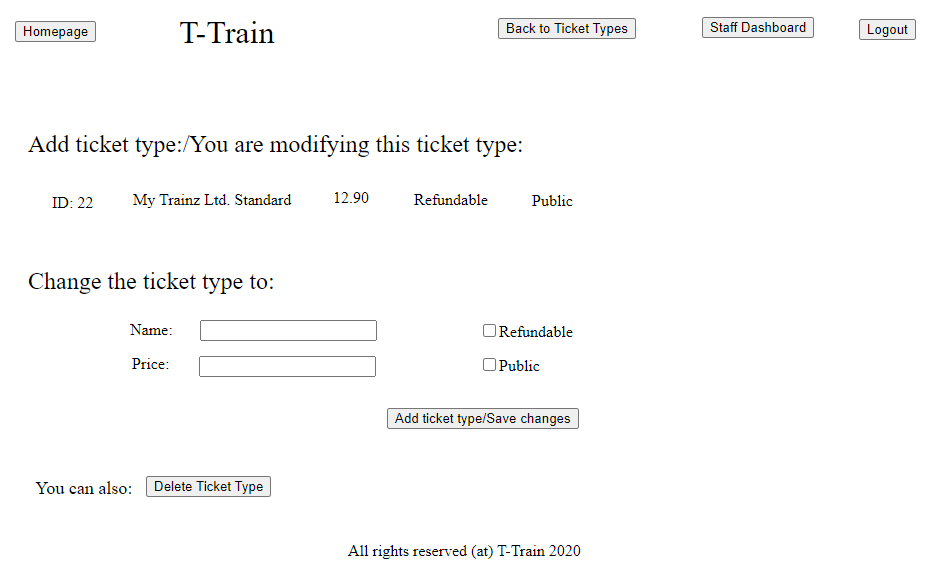 Homepage T-Train Back to Ticket Types Staff Dashboard Logout
Add ticket type:/You are modifying this ticket type:
ID: 22 My Trainz Ltd. Standard 12.90 Refundable Public
Change the ticket type to:
Name: Refundable
Price: Public
Add ticket type/Save changes
You can also: Delete Ticket Type
All rights reserved (at) T-Train 2020